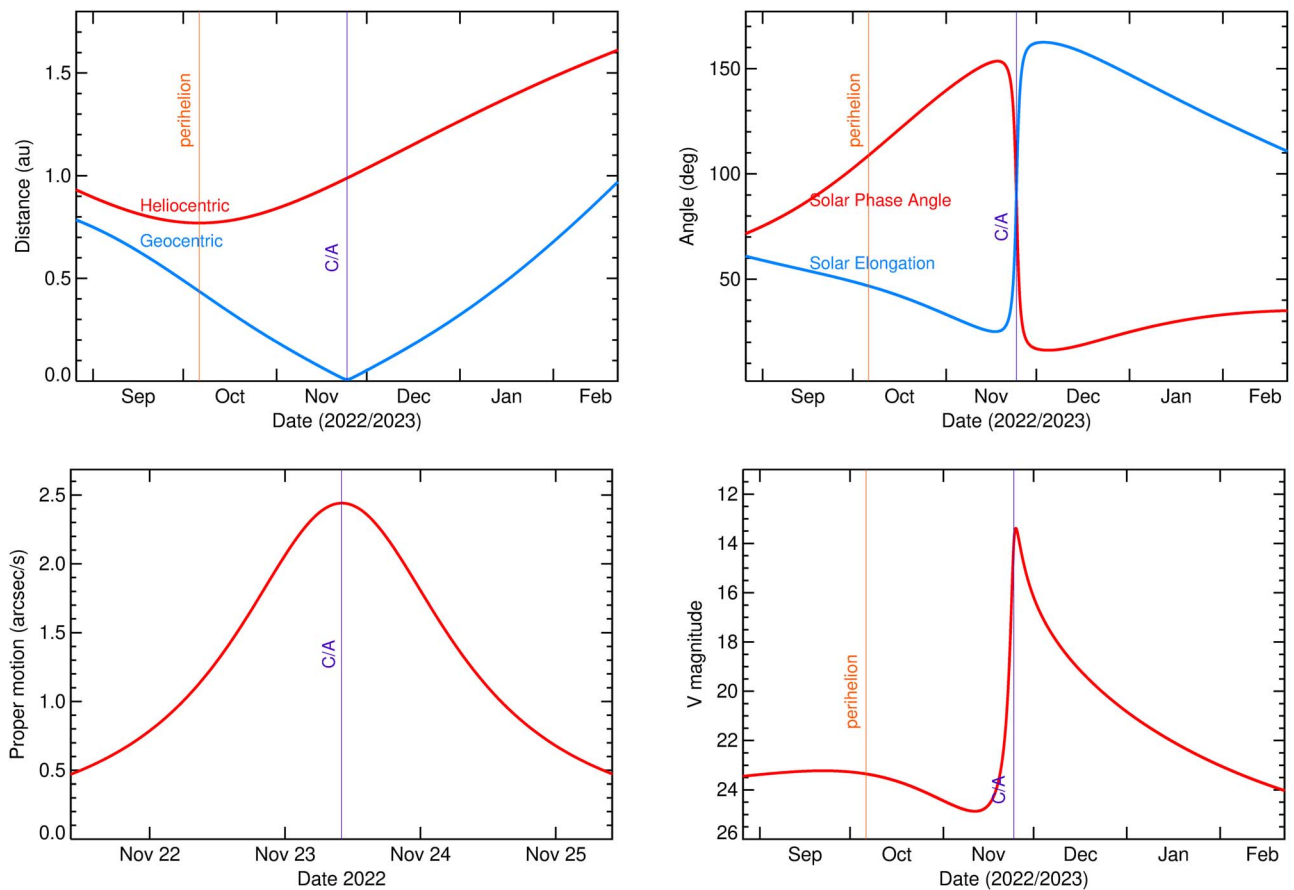 1.5
1.0
0.5
0.0
Distance (au)
perihelion
Heliocentric
Geocentric
C/A
Sep Oct Nov Dec Jan Feb
Date (2022/2023)
150
100
50
Angle (deg)
perihelion
Solar Phase Angle
C/A
Solar Elongation
Sep Oct Nov Dec Jan Feb
Date (2022/2023)
2.5
2.0
1.5
1.0
0.5
0.0
Proper motion (arcsec/s)
C/A
Nov 22 Nov 23 Nov 24 Nov 25
Date 2022
12
14
16
18
20
22
24
26
V magnitude
perihelion
C/A
Sep Oct Nov Dec Jan Feb
Date (2022/2023)